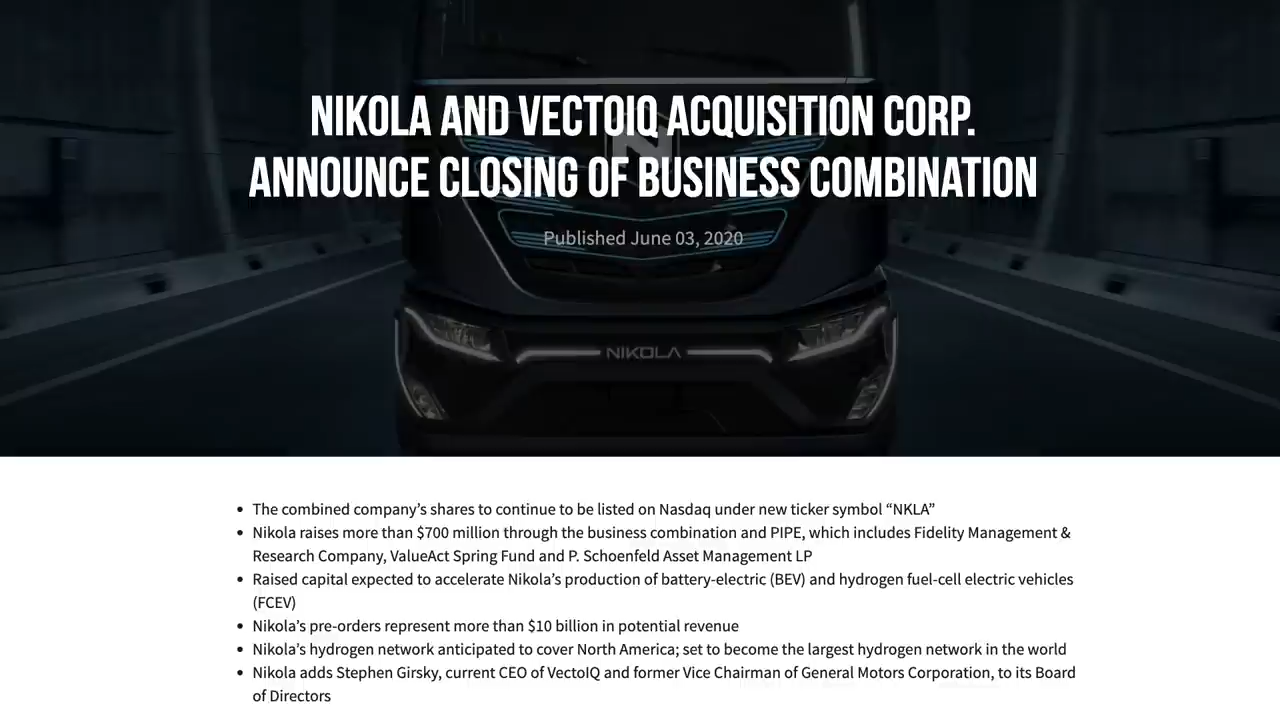 NIKOLA AND VECTOIQ ACQUISITION CORP.
ANNOUNCE CLOSING OF BUSINESS COMBINATION
Published June 03, 2020
NIKOLA
• The combined company’s shares to continue to be listed on Nasdaq under new ticker symbol “NKLA”
• Nikola raises more than $700 million through the business combination and PIPE, which includes Fidelity Management &
Research Company, ValueAct Spring Fund and P. Schoenfeld Asset Management LP
• Raised capital expected to accelerate Nikola’s production of battery-electric (BEV) and hydrogen fuel-cell electric vehicles
(FCEV)
• Nikola’s pre-orders represent more than $10 billion in potential revenue
• Nikola’s hydrogen network anticipated to cover North America; set to become the largest hydrogen network in the world
• Nikola adds Stephen Girsky, current CEO of VectoIQ and former Vice Chairman of General Motors Corporation, to its Board
of Directors